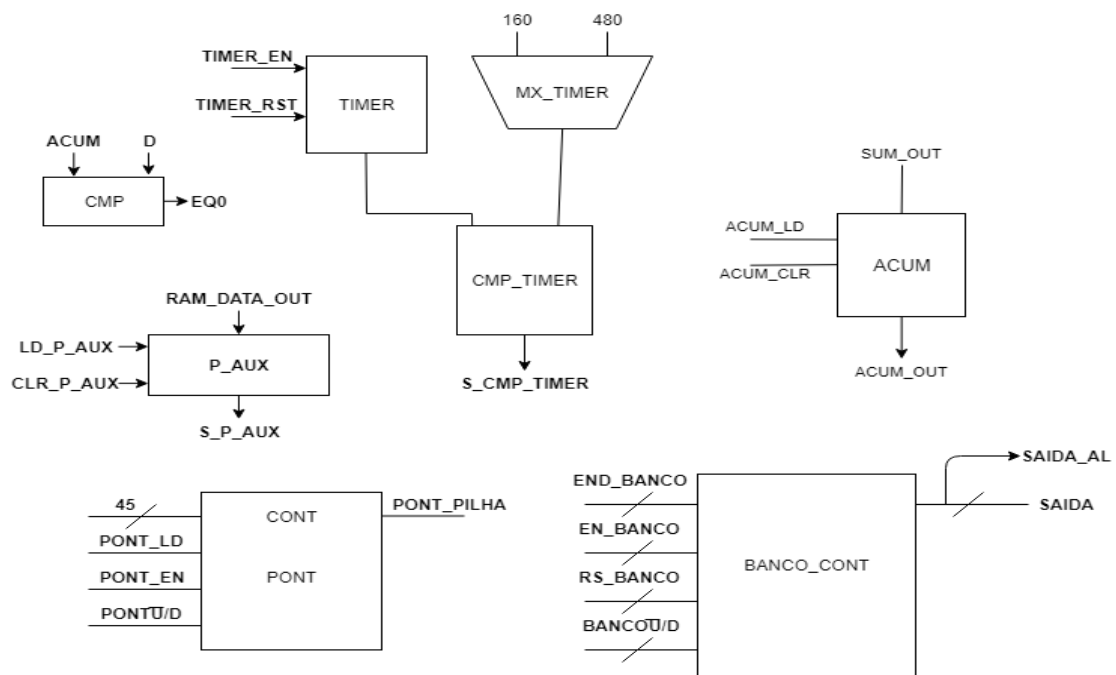 160
480
TIMER_EN
TIMER_RST
TIMER
MX_TIMER
ACUM
D
CMP
EQ0
CMP_TIMER
S_CMP_TIMER
SUM_OUT
ACUM_LD
ACUM_CLR
ACUM
ACUM_OUT
RAM_DATA_OUT
LD_P_AUX
CLR_P_AUX
P_AUX
S_P_AUX
45
PONT_LD
PONT_EN
PONTU̅/D
CONT
PONT
PONT_PILHA
END_BANCO
EN_BANCO
RS_BANCO
BANCOU̅/D
BANCO_CONT
SAIDA_AL
SAIDA